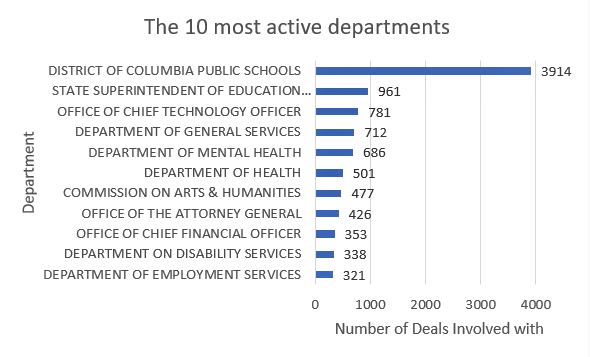 The 10 most active departments
DISTRICT OF COLUMBIA PUBLIC SCHOOLS 3914
STATE SUPERINTENDENT OF EDUCATION... 961
OFFICE OF CHIEF TECHNOLOGY OFFICER 781
DEPARTMENT OF GENERAL SERVICES 712
DEPARTMENT OF MENTAL HEALTH 686
DEPARTMENT OF HEALTH 501
COMMISSION ON ARTS & HUMANITIES 477
OFFICE OF THE ATTORNEY GENERAL 426
OFFICE OF CHIEF FINANCIAL OFFICER 353
DEPARTMENT ON DISABILITY SERVICES 338
DEPARTMENT OF EMPLOYMENT SERVICES 321
Department
0 1000 2000 3000 4000
Number of Deals Involved with